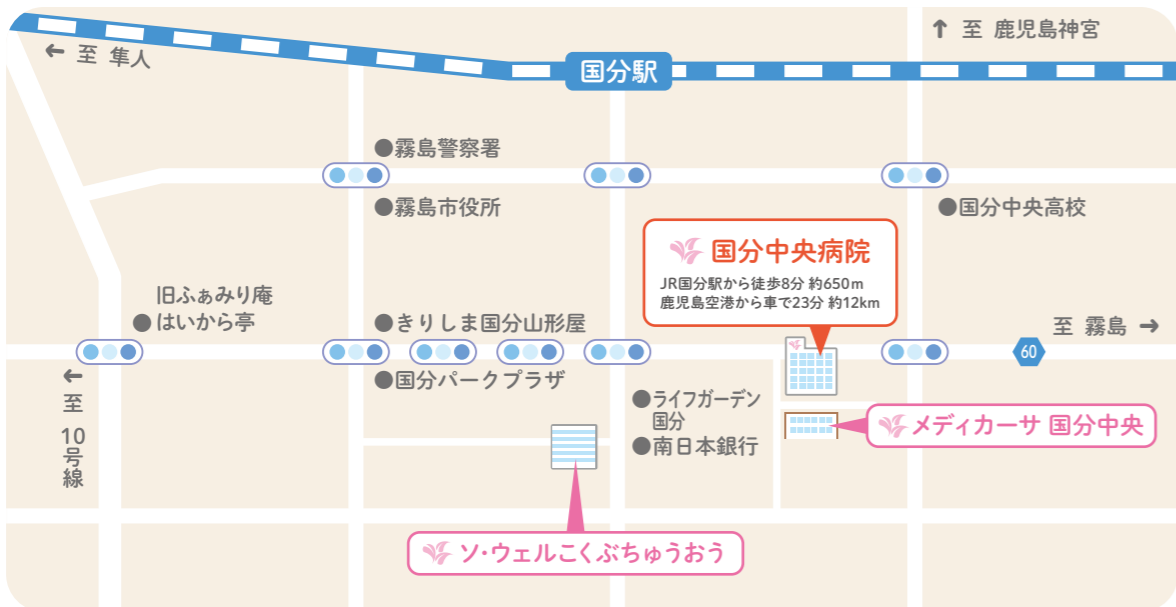 ← 至 隼人
国分駅
↑ 至 鹿児島神宮
●霧島警察署
●霧島市役所
●国分中央高校
国分中央病院
JR国分駅から徒歩8分 約650m
鹿児島空港から車で23分 約12km
旧ふぁみり庵
●はいから亭
●きりしま国分山形屋
至 霧島 →
60
←至 10号線
●国分パークプラザ
●ライフガーデン
国分
●南日本銀行
メディカーサ 国分中央
ソ・ウェルこくぶちゅうおう